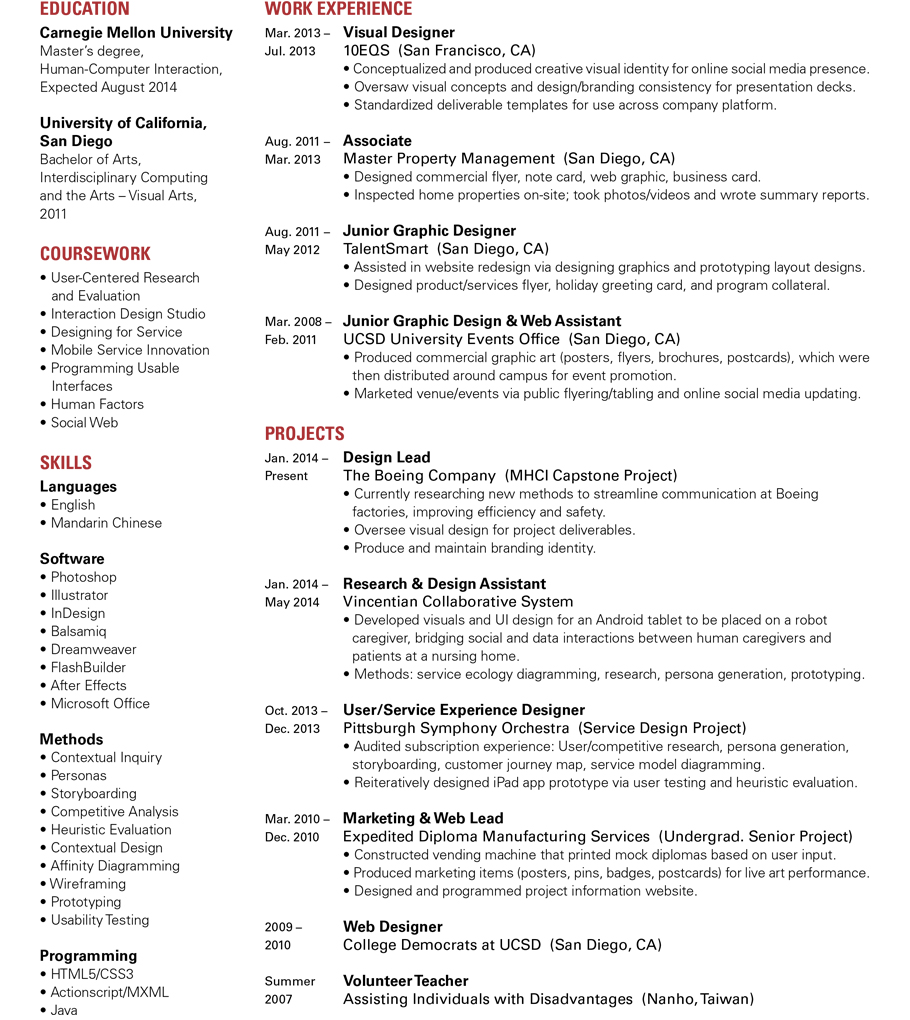 EDUCATION
Carnegie Mellon University
Master's degree,
Human-Computer Interaction,
Expected August 2014
University of California,
San Diego
Bachelor of Arts,
Interdisciplinary Computing
and the Arts – Visual Arts,
2011
COURSEWORK
• User-Centered Research
and Evaluation
• Interaction Design Studio
• Designing for Service
• Mobile Service Innovation
• Programming Usable
Interfaces
• Human Factors
• Social Web
SKILLS
Languages
• English
• Mandarin Chinese
Software
• Photoshop
• Illustrator
• InDesign
• Balsamiq
• Dreamweaver
• FlashBuilder
• After Effects
• Microsoft Office
Methods
• Contextual Inquiry
• Personas
• Storyboarding
• Competitive Analysis
• Heuristic Evaluation
• Contextual Design
• Affinity Diagramming
• Wireframing
• Prototyping
• Usability Testing
Programming
• HTML5/CSS3
• Actionscript/MXML
• Java
WORK EXPERIENCE
Mar. 2013 – Visual Designer
Jul. 2013 10EQS (San Francisco, CA)
• Conceptualized and produced creative visual identity for online social media presence.
• Oversaw visual concepts and design/branding consistency for presentation decks.
• Standardized deliverable templates for use across company platform.
Aug. 2011 – Associate
Mar. 2013 Master Property Management (San Diego, CA)
• Designed commercial flyer, note card, web graphic, business card.
• Inspected home properties on-site; took photos/videos and wrote summary reports.
Aug. 2011 – Junior Graphic Designer
May 2012 TalentSmart (San Diego, CA)
• Assisted in website redesign via designing graphics and prototyping layout designs.
• Designed product/services flyer, holiday greeting card, and program collateral.
Mar. 2008 – Junior Graphic Design & Web Assistant
Feb. 2011 UCSD University Events Office (San Diego, CA)
• Produced commercial graphic art (posters, flyers, brochures, postcards), which were
then distributed around campus for event promotion.
• Marketed venue/events via public flyering/tabling and online social media updating.
PROJECTS
Jan. 2014 – Design Lead
Present The Boeing Company (MHCI Capstone Project)
• Currently researching new methods to streamline communication at Boeing
factories, improving efficiency and safety.
• Oversee visual design for project deliverables.
• Produce and maintain branding identity.
Jan. 2014 – Research & Design Assistant
May 2014 Vincentian Collaborative System
• Developed visuals and UI design for an Android tablet to be placed on a robot
caregiver, bridging social and data interactions between human caregivers and
patients at a nursing home.
• Methods: service ecology diagramming, research, persona generation, prototyping.
Oct. 2013 – User/Service Experience Designer
Dec. 2013 Pittsburgh Symphony Orchestra (Service Design Project)
• Audited subscription experience: User/competitive research, persona generation,
storyboarding, customer journey map, service model diagramming.
• Reiteratively designed iPad app prototype via user testing and heuristic evaluation.
Mar. 2010 – Marketing & Web Lead
Dec. 2010 Expedited Diploma Manufacturing Services (Undergrad. Senior Project)
• Constructed vending machine that printed mock diplomas based on user input.
• Produced marketing items (posters, pins, badges, postcards) for live art performance.
• Designed and programmed project information website.
2009 – Web Designer
2010 College Democrats at UCSD (San Diego, CA)
Summer Volunteer Teacher
2007 Assisting Individuals with Disadvantages (Nanho, Taiwan)